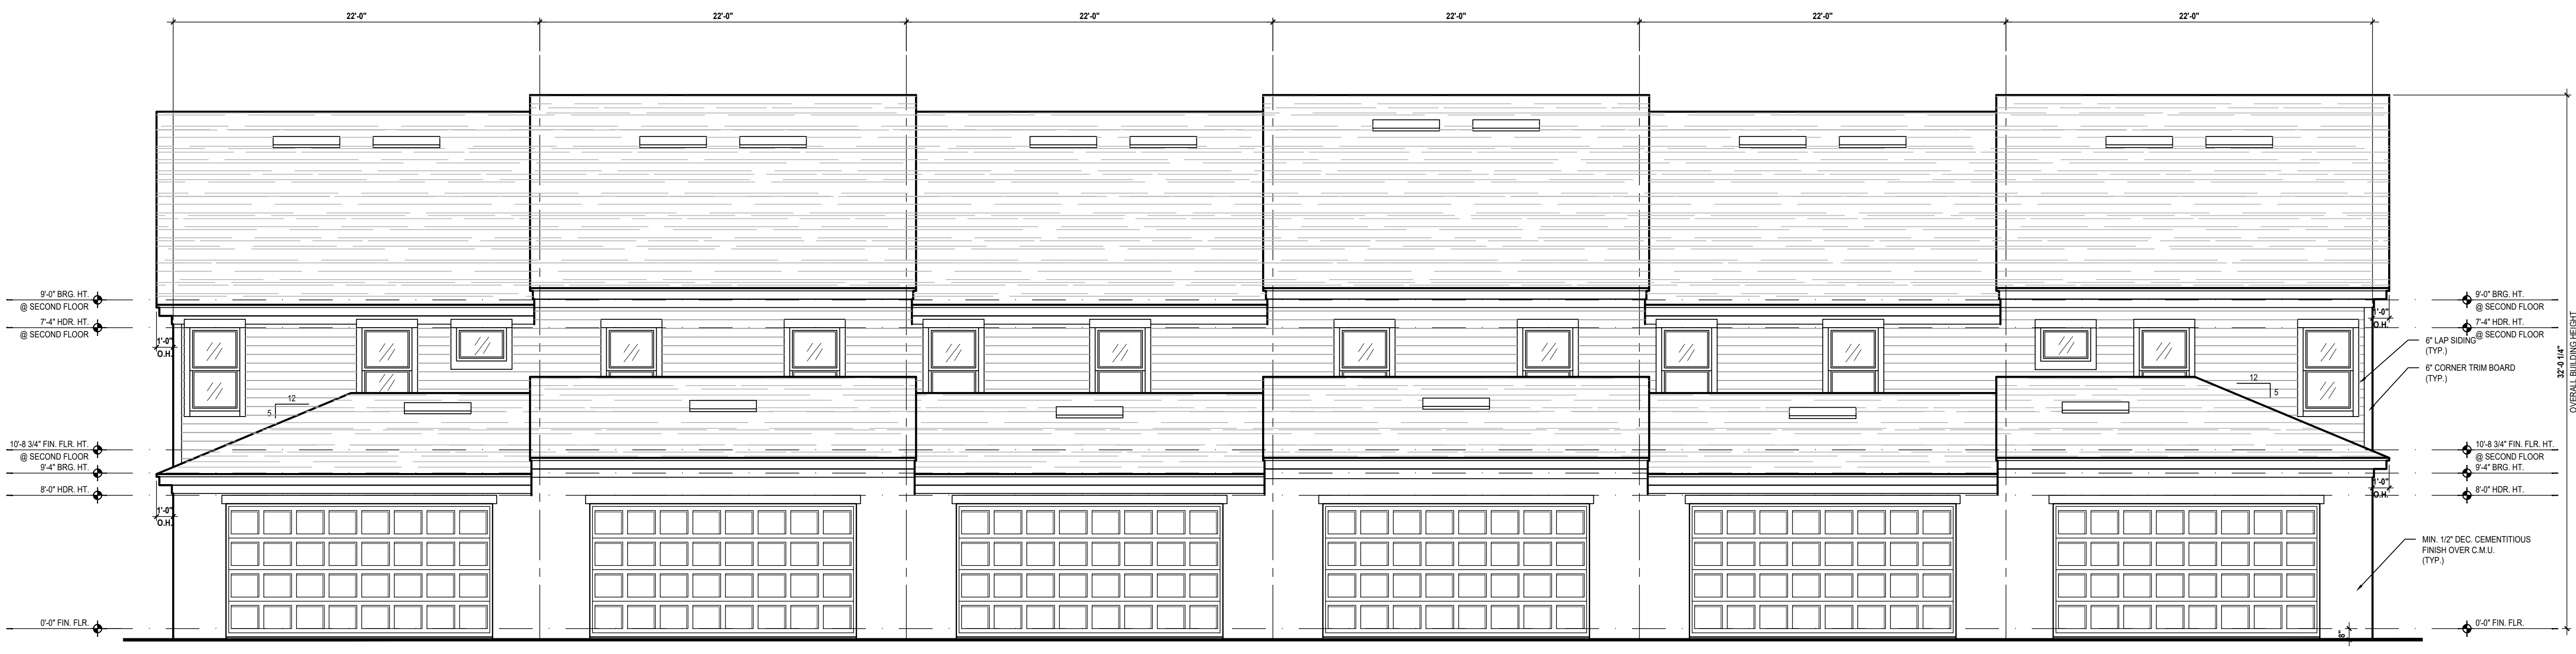 22'-0"
22'-0"
22'-0"
22'-0"
22'-0"
22'-0"
9'-0" BRG. HT.
@ SECOND FLOOR
7'-4" HDR. HT.
@ SECOND FLOOR
1'-0"
O.H.
12
5
10'-8 3/4" FIN. FLR. HT.
@ SECOND FLOOR
9'-4" BRG. HT.
8'-0" HDR. HT.
1'-0"
O.H.
0'-0" FIN. FLR.
9'-0" BRG. HT.
@ SECOND FLOOR
1'-0"
O.H.
7'-4" HDR. HT.
@ SECOND FLOOR
6" LAP SIDING
(TYP.)
6" CORNER TRIM BOARD
(TYP.)
12
5
32'-0 1/4"
OVERALL BUILDING HEIGHT
10'-8 3/4" FIN. FLR. HT.
@ SECOND FLOOR
9'-4" BRG. HT.
1'-0"
O.H.
8'-0" HDR. HT.
MIN. 1/2" DEC. CEMENTITIOUS
FINISH OVER C.M.U.
(TYP.)
0'-0" FIN. FLR.
8"